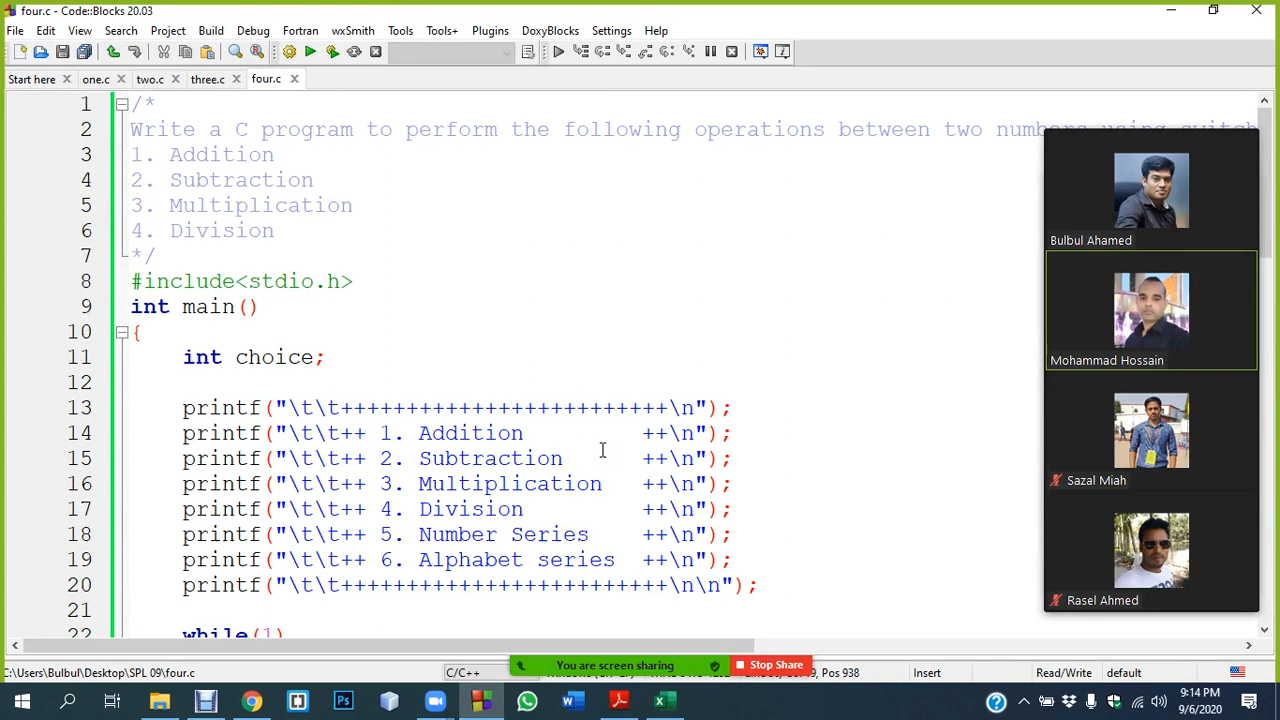 four.c - Code::Blocks 20.03
File Edit View Search Project Build Debug Fortran wxSmith Tools Tools+ Plugins DoxyBlocks Settings Help
Start here one.c two.c three.c four.c
1 /*
2 Write a C program to perform the following operations between two numbers using switch
3 1. Addition
4 2. Subtraction
5 3. Multiplication
6 4. Division
7 */
8 #include<stdio.h>
9 int main()
10 {
11 int choice;
12
13 printf("\t\t+++++++++++++++++++++++++\n");
14 printf("\t\t++ 1. Addition         ++\n");
15 printf("\t\t++ 2. Subtraction      ++\n");
16 printf("\t\t++ 3. Multiplication   ++\n");
17 printf("\t\t++ 4. Division         ++\n");
18 printf("\t\t++ 5. Number Series    ++\n");
19 printf("\t\t++ 6. Alphabet series  ++\n");
20 printf("\t\t+++++++++++++++++++++++++\n\n");
21
22 while(1)
Bulbul Ahamed
Mohammad Hossain
Sazal Miah
Rasel Ahmed
You are screen sharing Stop Share
C:\Users\Bulbul\Desktop\SPL 09\four.c C/C++ Pos 938 Insert Read/Write default
9:14 PM
9/6/2020